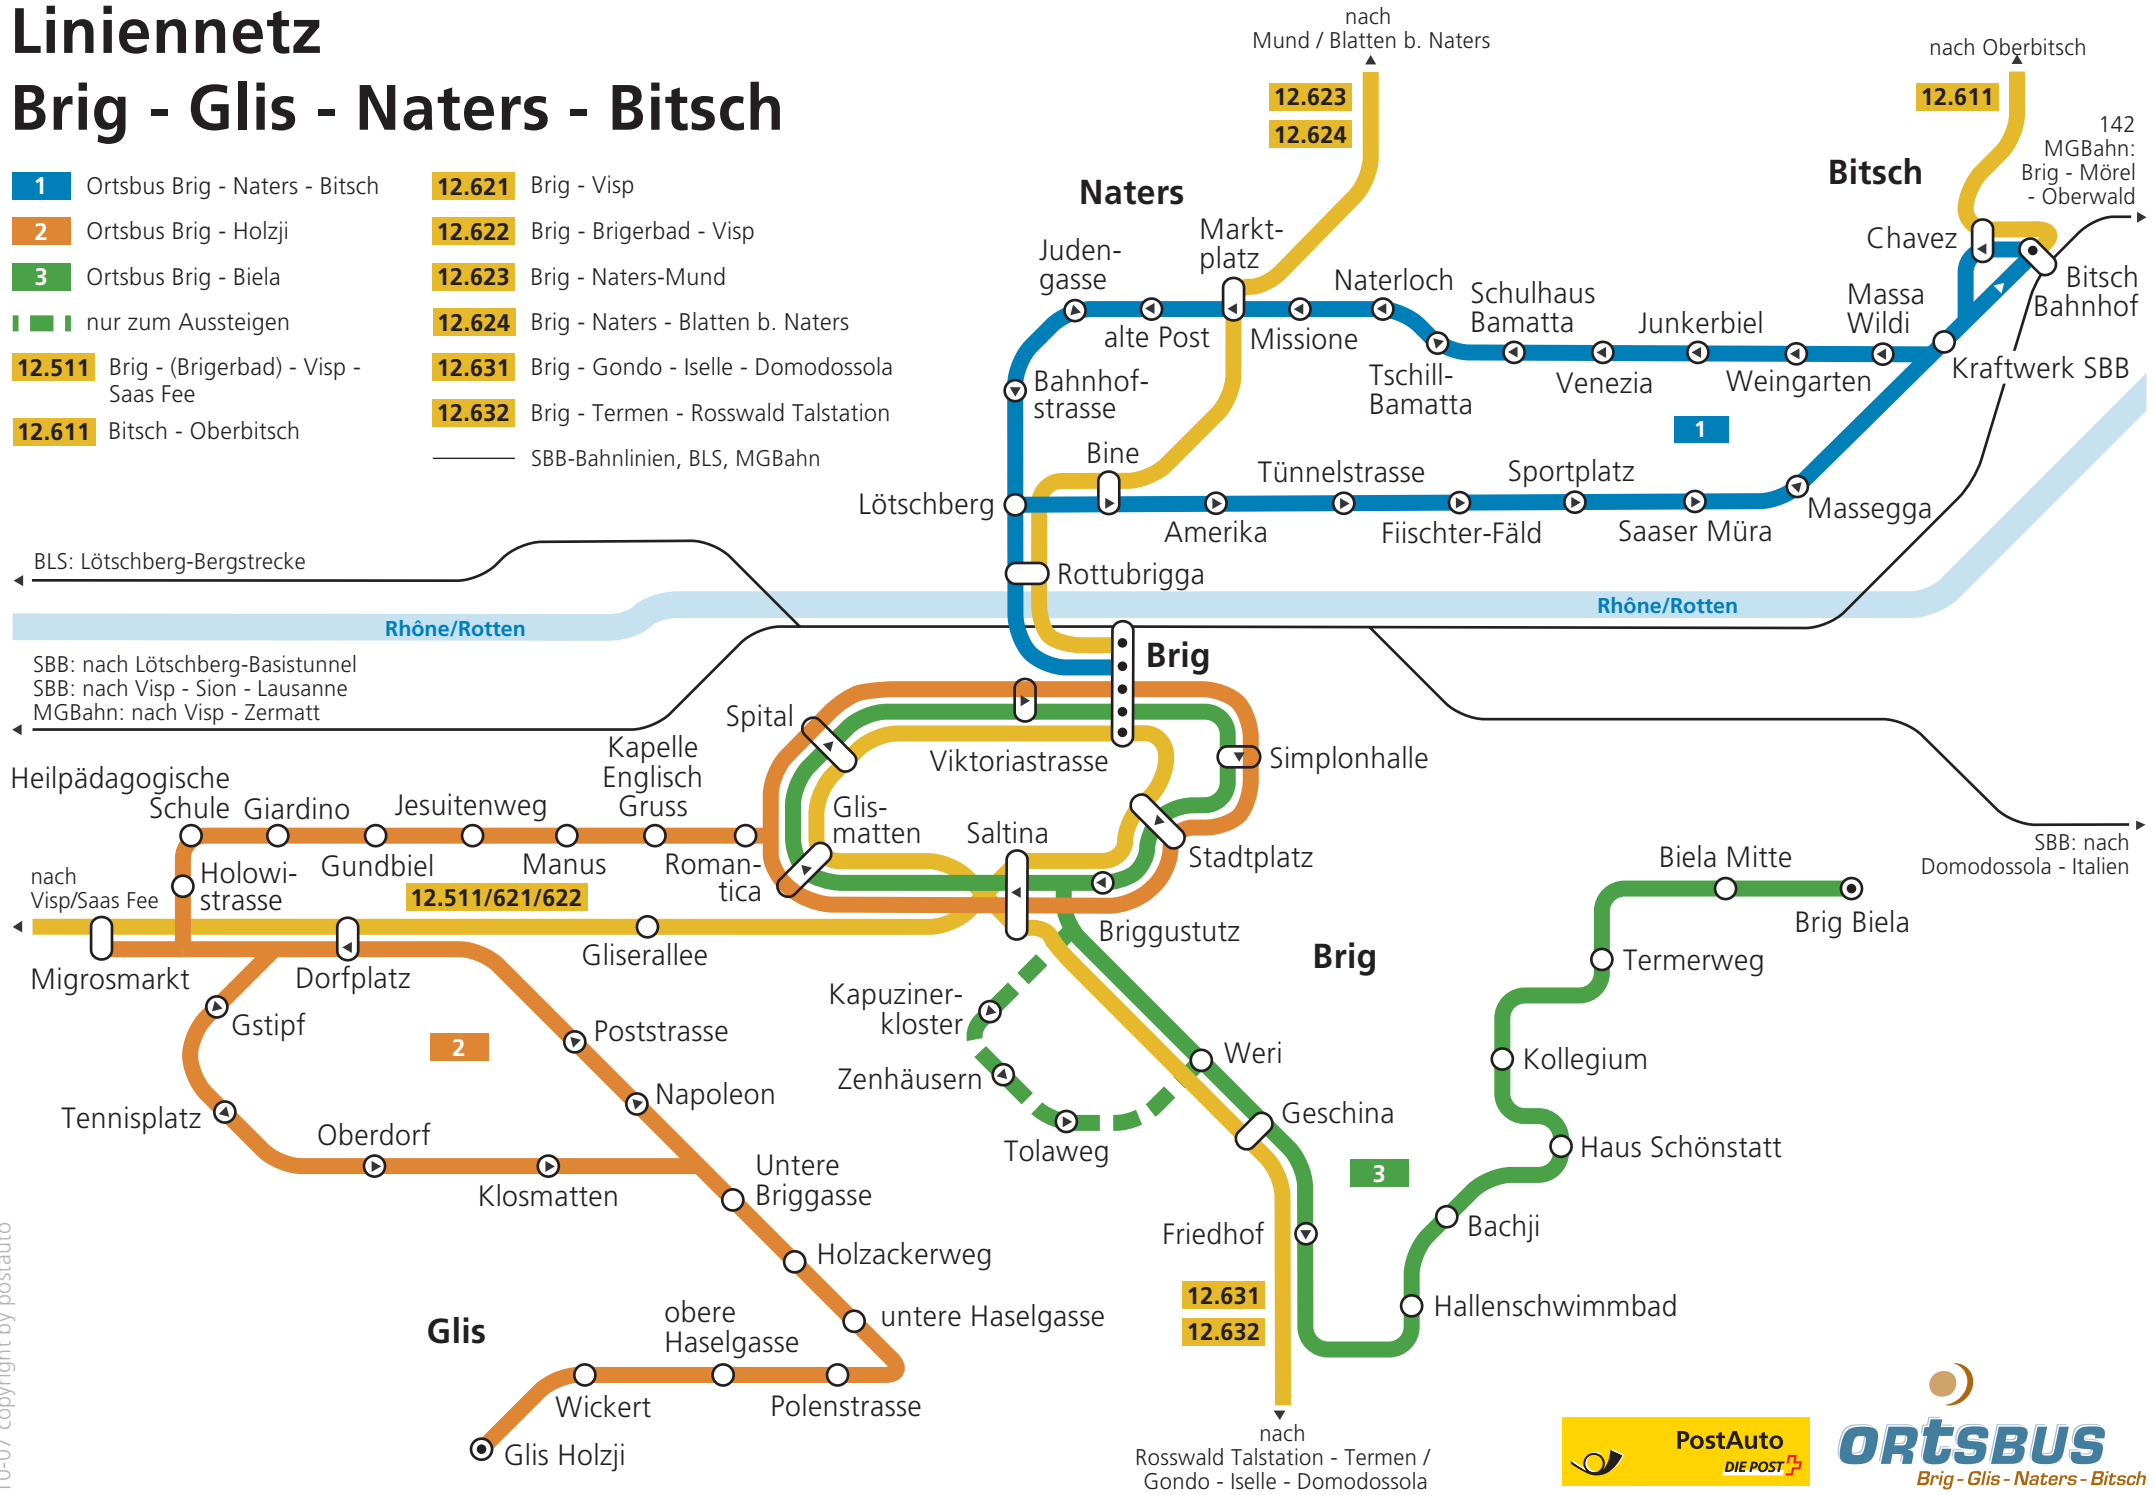 Liniennetz
Brig - Glis - Naters - Bitsch
1 Ortsbus Brig - Naters - Bitsch
2 Ortsbus Brig - Holzji
3 Ortsbus Brig - Biela
nur zum Aussteigen
12.511 Brig - (Brigerbad) - Visp -
Saas Fee
12.611 Bitsch - Oberbitsch
12.621 Brig - Visp
12.622 Brig - Brigerbad - Visp
12.623 Brig - Naters-Mund
12.624 Brig - Naters - Blatten b. Naters
12.631 Brig - Gondo - Iselle - Domodossola
12.632 Brig - Termen - Rosswald Talstation
SBB-Bahnlinien, BLS, MGBahn
nach
Mund / Blatten b. Naters
12.623
12.624
nach Oberbitsch
12.611
142
MGBahn:
Brig - Mörel
- Oberwald
Bitsch
Naters
Chavez
Bitsch
Bahnhof
Markt-
platz
Juden-
gasse
alte Post
Missione
Naterloch
Schulhaus
Bamatta
Tschill-
Bamatta
Venezia
Junkerbiel
Weingarten
Massa
Wildi
Kraftwerk SBB
1
Bahnhof-
strasse
Bine
Lötschberg
Amerika
Tünnelstrasse
Fiischter-Fäld
Sportplatz
Saaser Müra
Massegga
Rottubrigga
BLS: Lötschberg-Bergstrecke
Rhône/Rotten
Rhône/Rotten
SBB: nach Lötschberg-Basistunnel
SBB: nach Visp - Sion - Lausanne
MGBahn: nach Visp - Zermatt
Brig
Spital
Viktoriastrasse
Simplonhalle
Heilpädagogische
Schule
Giardino
Gundbiel
Jesuitenweg
Manus
Kapelle
Englisch
Gruss
Roman-
tica
Glis-
matten
Saltina
Stadtplatz
Briggustutz
SBB: nach
Domodossola - Italien
Holowi-
strasse
nach
Visp/Saas Fee
12.511/621/622
Migrosmarkt
Dorfplatz
Gliserallee
Brig
Biela Mitte
Brig Biela
Termerweg
Kollegium
Haus Schönstatt
Bachji
Hallenschwimmbad
Kapuziner-
kloster
Zenhäusern
Tolaweg
Weri
Geschina
3
Friedhof
12.631
12.632
nach
Rosswald Talstation - Termen /
Gondo - Iselle - Domodossola
Gstipf
2
Poststrasse
Napoleon
Tennisplatz
Oberdorf
Klosmatten
Untere
Briggasse
Holzackerweg
untere Haselgasse
Glis
obere
Haselgasse
Wickert
Polenstrasse
Glis Holzji
10-07 copyright by postauto
PostAuto
DIE POST
ORtSBUS
Brig - Glis - Naters - Bitsch